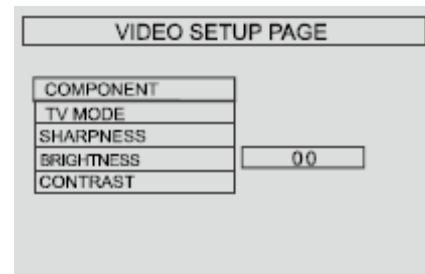 VIDEO SETUP PAGE
COMPONENT
TV MODE
SHARPNESS
BRIGHTNESS 00
CONTRAST